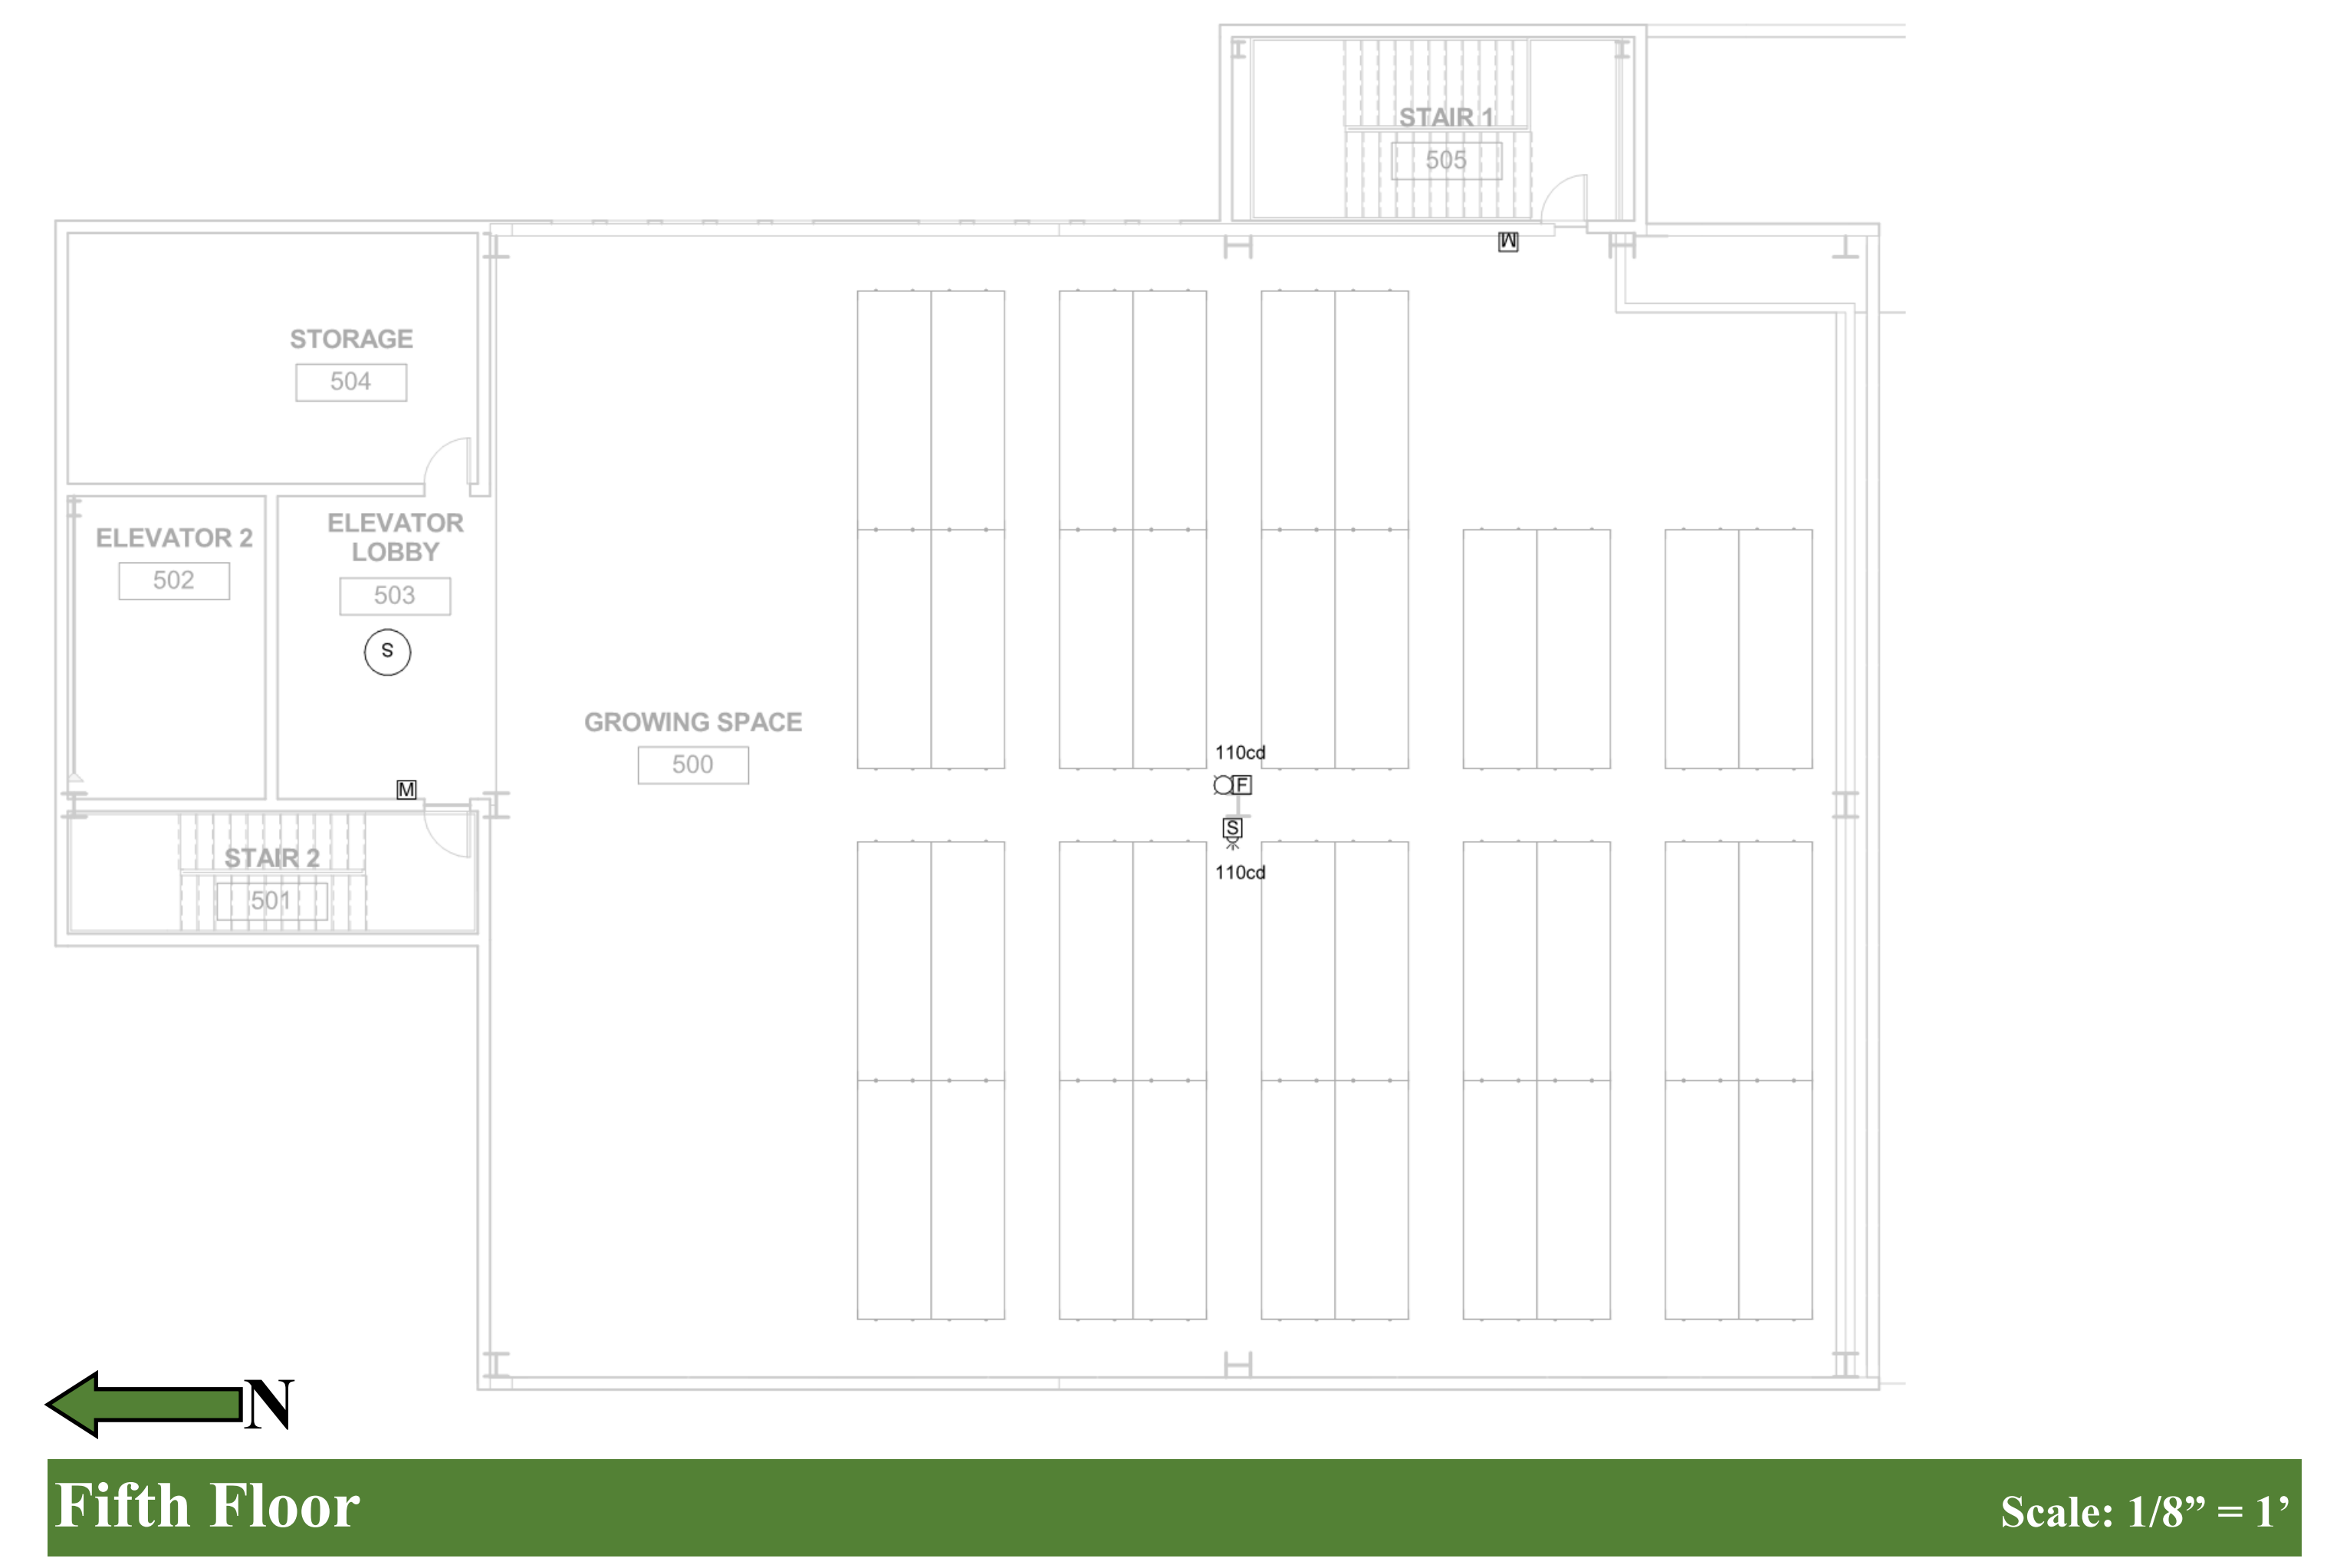 STAIR 1
505
M
STORAGE
504
ELEVATOR 2
502
ELEVATOR
LOBBY
503
S
GROWING SPACE
500
110cd
F
M
S
110cd
STAIR 2
501
N
Fifth Floor
Scale: 1/8” = 1’